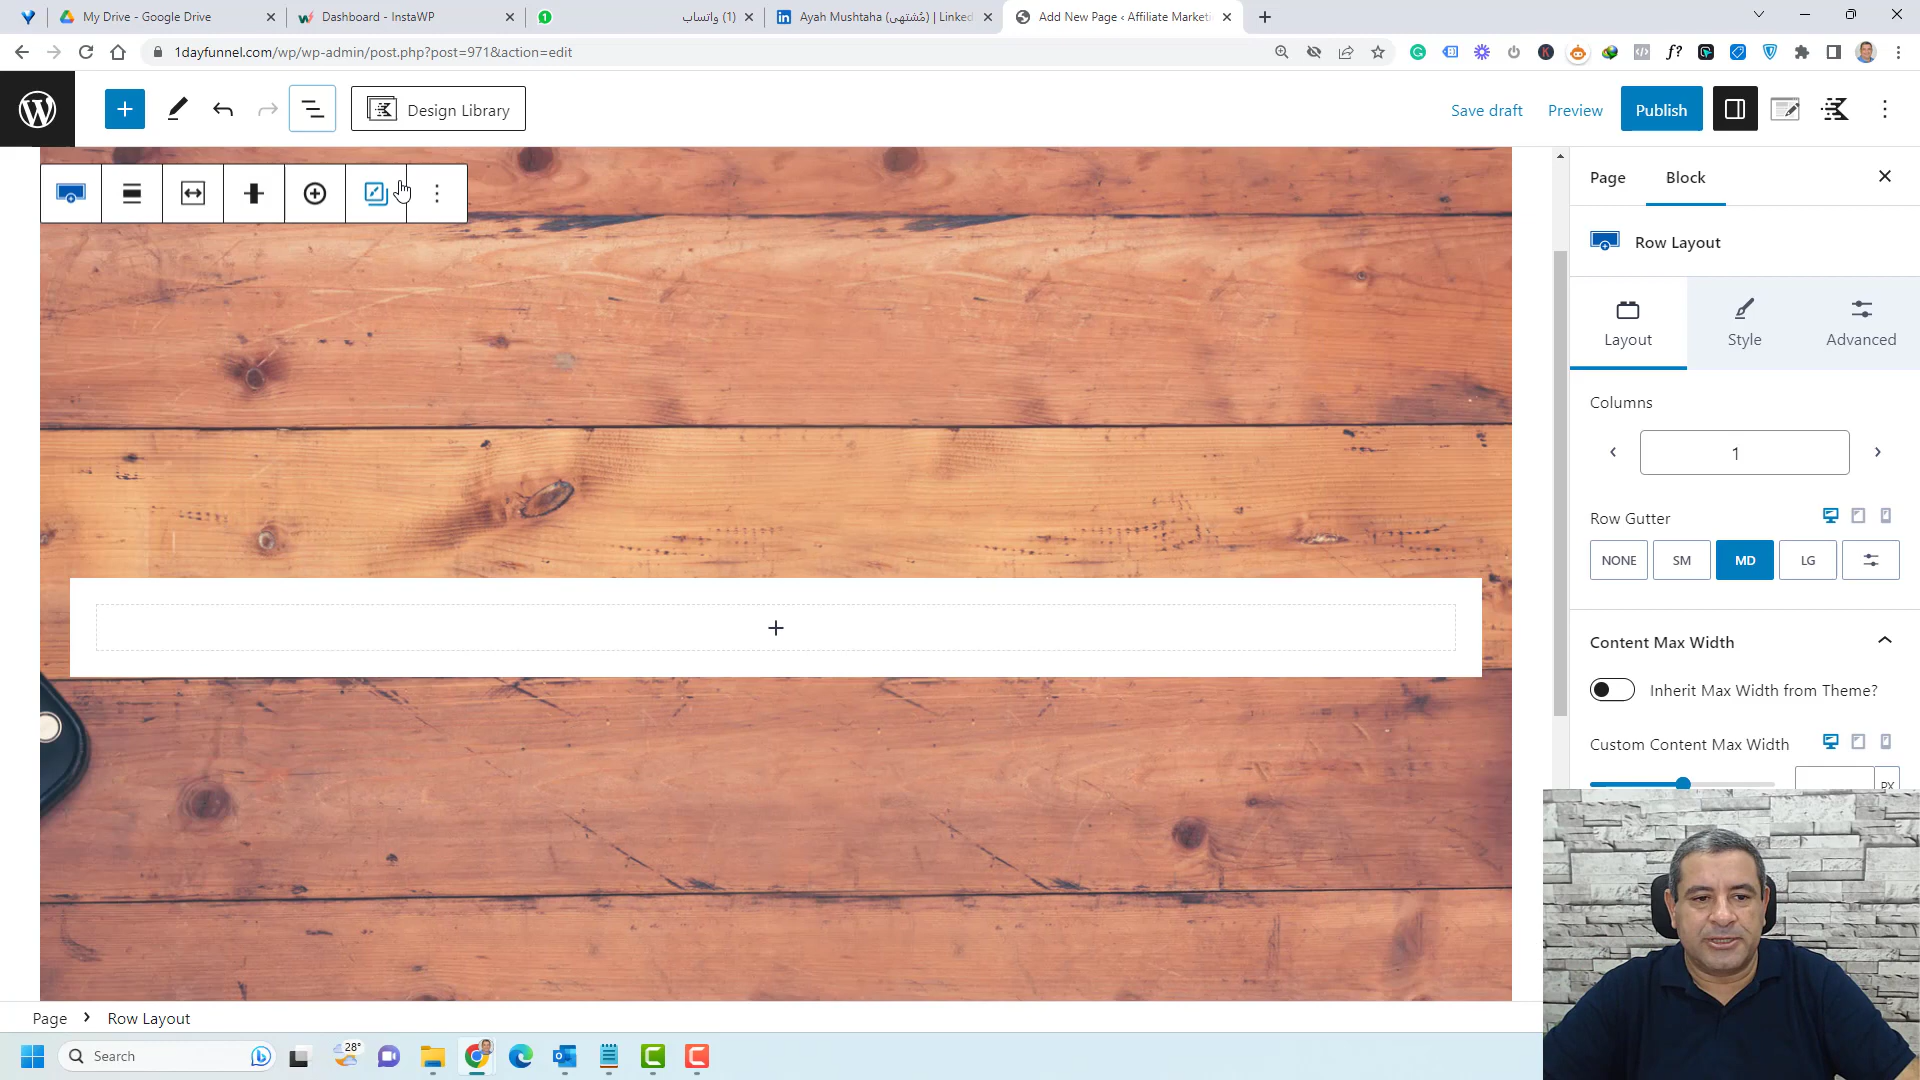 My Drive - Google Drive
Dashboard - InstaWP
واتساب (1)
Ayah Mushtaha (مُشتهى) | Linked
Add New Page ‹ Affiliate Marketi
1dayfunnel.com/wp/wp-admin/post.php?post=971&action=edit
Design Library
Save draft
Preview
Publish
Page
Block
Row Layout
Layout
Style
Advanced
Columns
1
Row Gutter
NONE
SM
MD
LG
Content Max Width
Inherit Max Width from Theme?
Custom Content Max Width
PX
Page
Row Layout
Search
28°